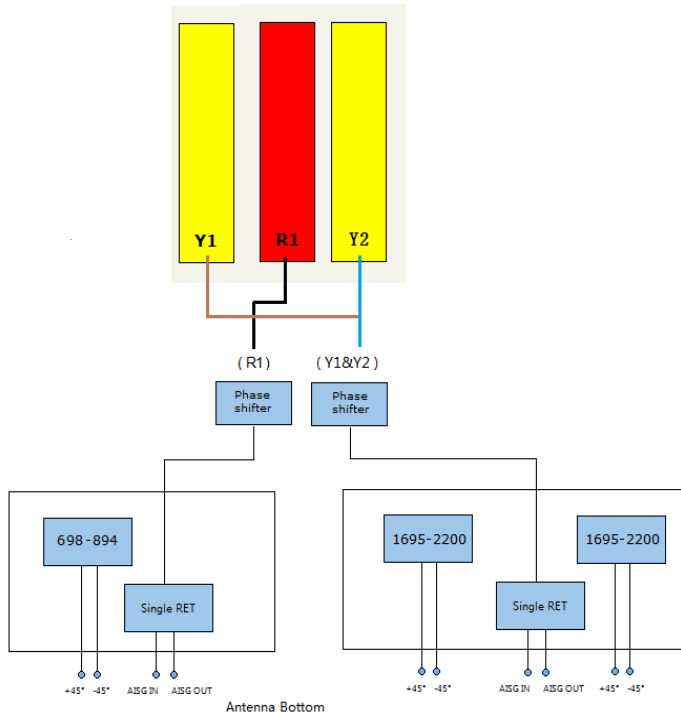 Y1 R1 Y2
(R1) (Y1&Y2)
Phase
shifter
Phase
shifter
698-894
1695-2200 1695-2200
Single RET
Single RET
+45° -45° AISG IN AISG OUT
+45° -45° AISG IN AISG OUT +45° -45°
Antenna Bottom